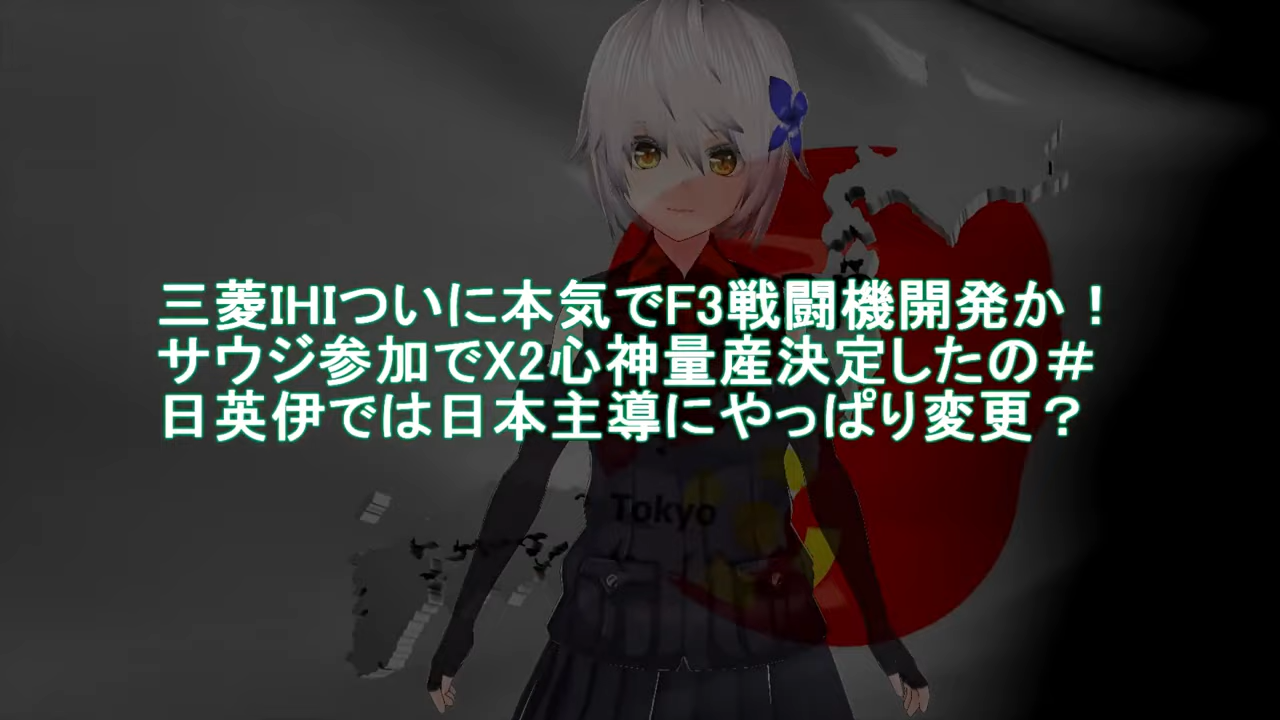 三菱IHIついに本気でF3戦闘機開発か！
サウジ参加でX2心神量産決定したの＃
日英伊では日本主導にやっぱり変更？
Tokyo